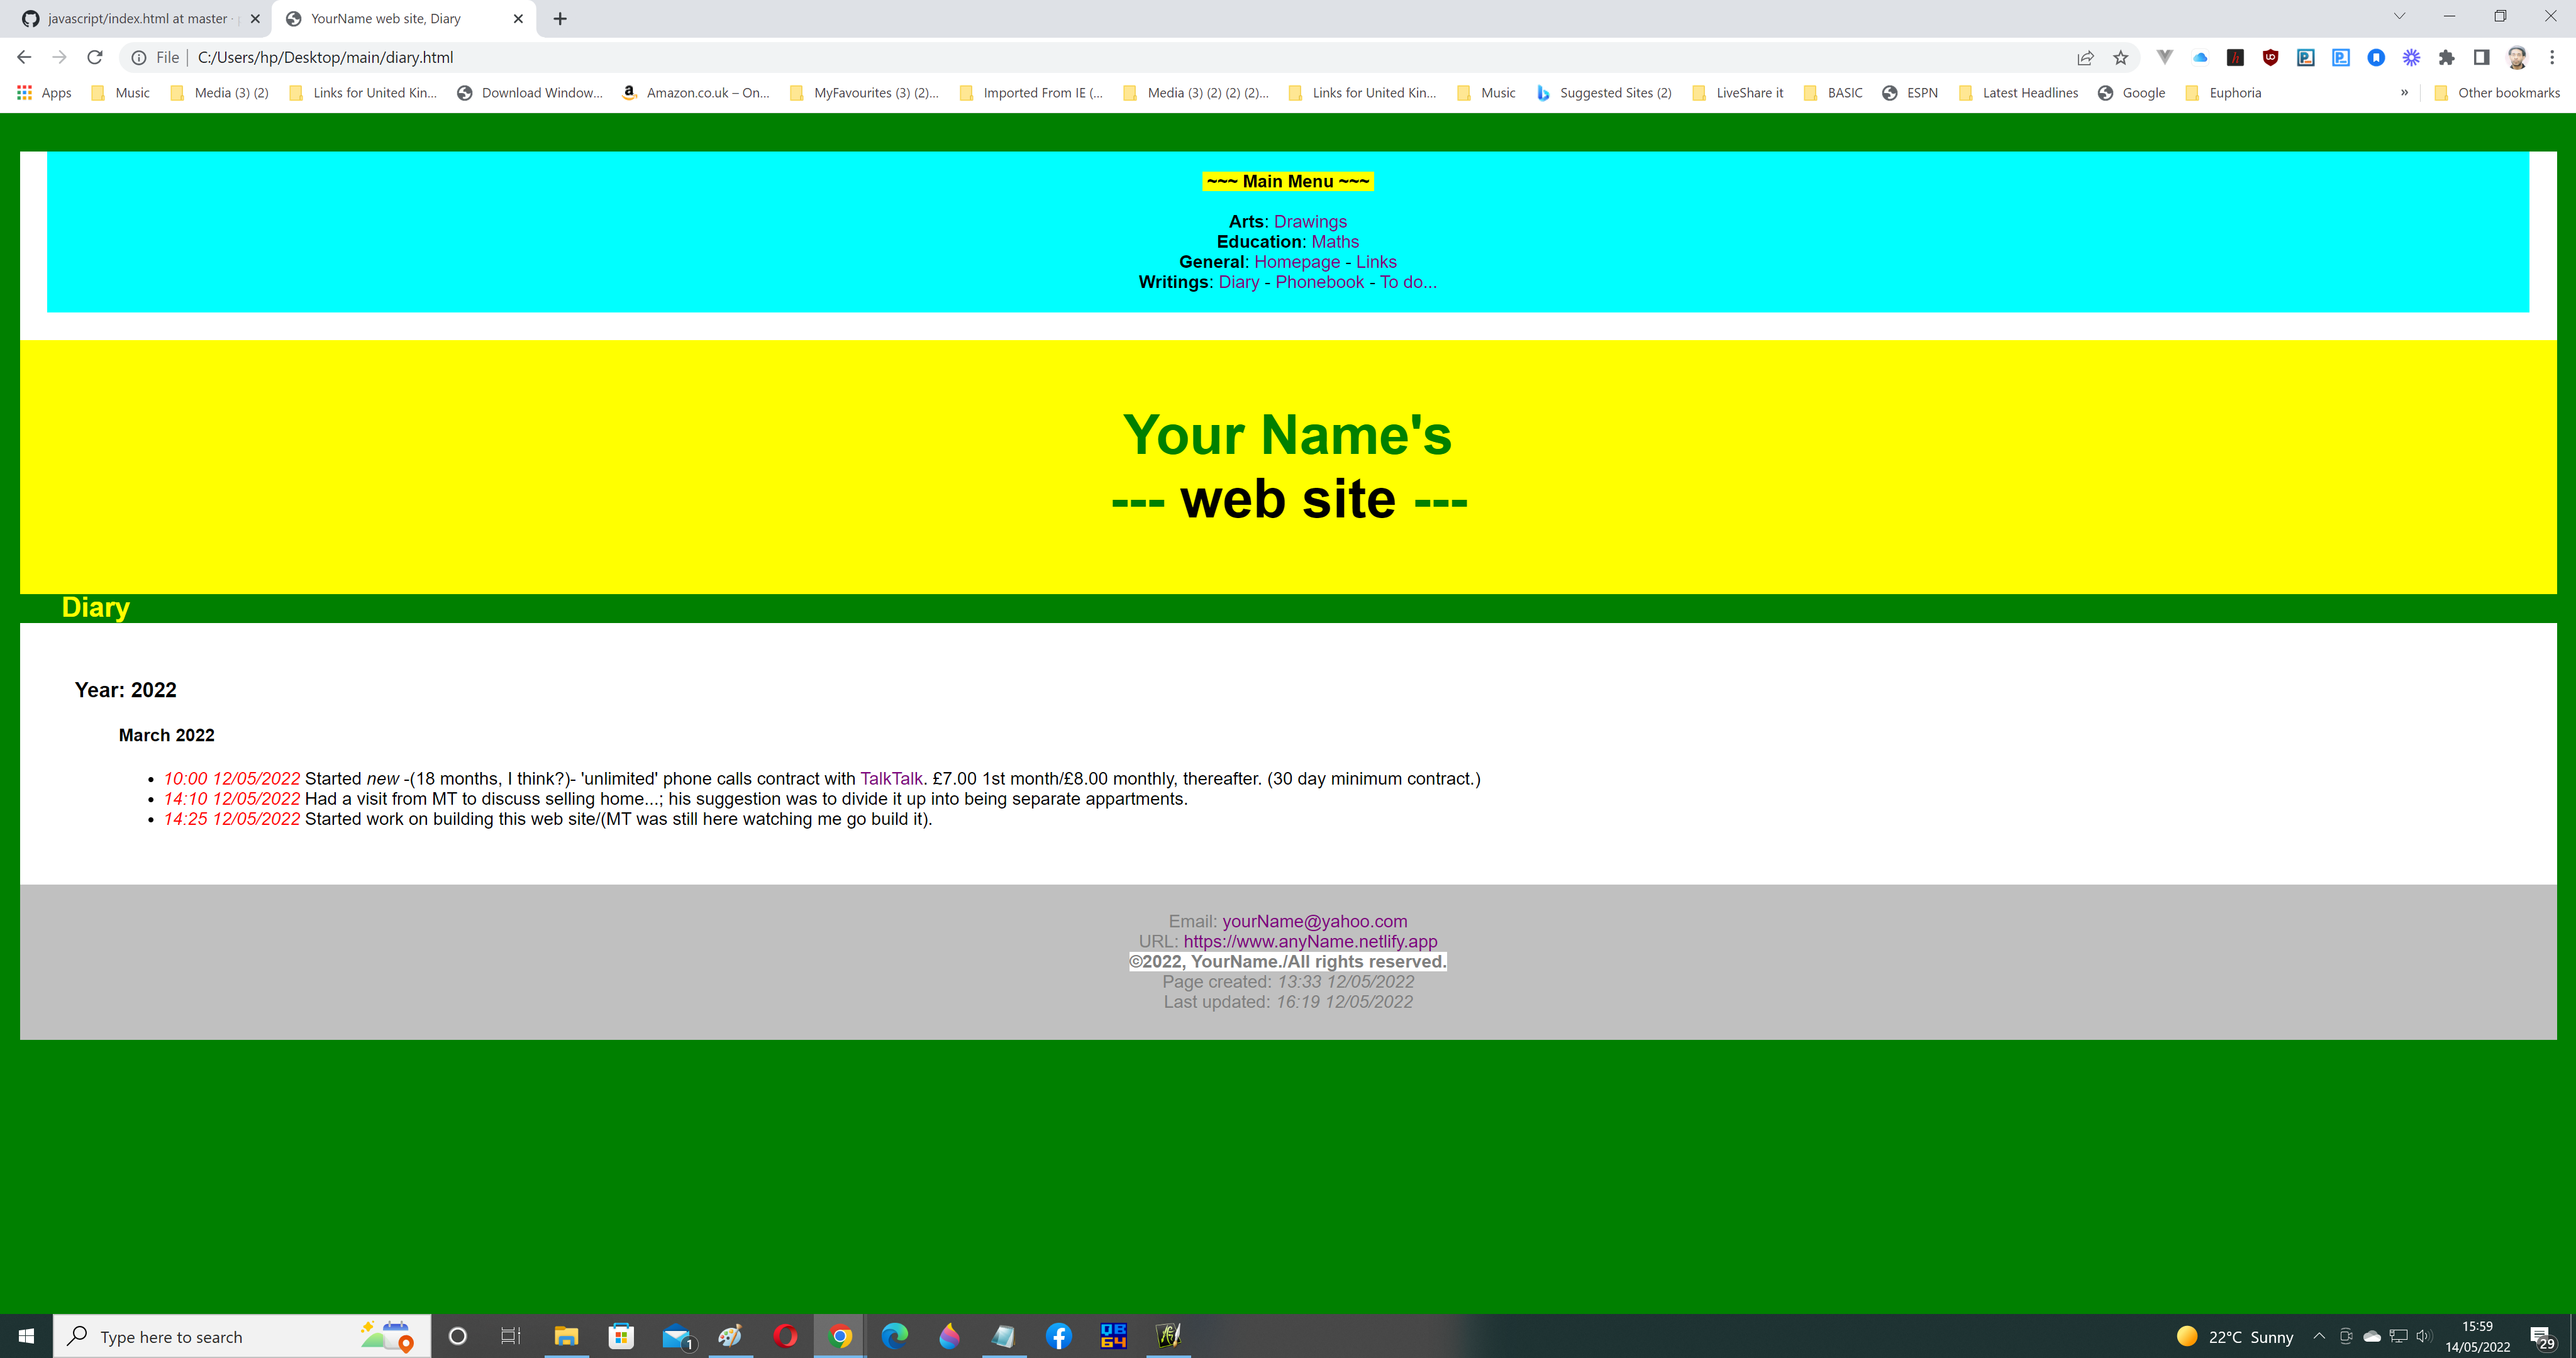 javascript/index.html at master ·
YourName web site, Diary
File | C:/Users/hp/Desktop/main/diary.html
Apps Music Media (3) (2) Links for United Kin... Download Window... Amazon.co.uk – On... MyFavourites (3) (2)... Imported From IE (... Media (3) (2) (2) (2)... Links for United Kin... Music Suggested Sites (2) LiveShare it BASIC ESPN Latest Headlines Google Euphoria » Other bookmarks
~~~ Main Menu ~~~
Arts: Drawings
Education: Maths
General: Homepage - Links
Writings: Diary - Phonebook - To do...
Your Name's
--- web site ---
Diary
Year: 2022
March 2022
• 10:00 12/05/2022 Started new -(18 months, I think?)- 'unlimited' phone calls contract with TalkTalk. £7.00 1st month/£8.00 monthly, thereafter. (30 day minimum contract.)
• 14:10 12/05/2022 Had a visit from MT to discuss selling home...; his suggestion was to divide it up into being separate appartments.
• 14:25 12/05/2022 Started work on building this web site/(MT was still here watching me go build it).
Email: yourName@yahoo.com
URL: https://www.anyName.netlify.app
©2022, YourName./All rights reserved.
Page created: 13:33 12/05/2022
Last updated: 16:19 12/05/2022
Type here to search
1
QB
64
22°C Sunny
15:59
14/05/2022
29